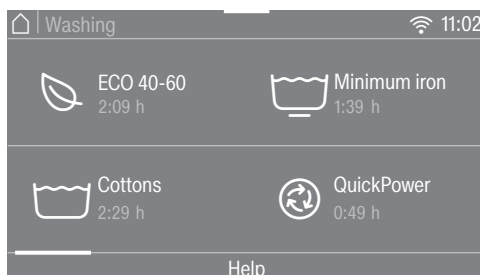 Washing 11:02
ECO 40-60
2:09 h
Minimum iron
1:39 h
Cottons
2:29 h
QuickPower
0:49 h
Help